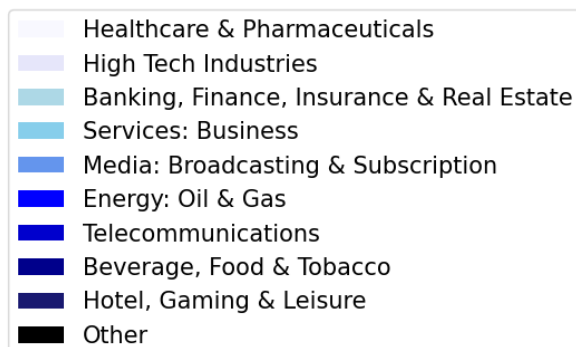 Healthcare & Pharmaceuticals
High Tech Industries
Banking, Finance, Insurance & Real Estate
Services: Business
Media: Broadcasting & Subscription
Energy: Oil & Gas
Telecommunications
Beverage, Food & Tobacco
Hotel, Gaming & Leisure
Other